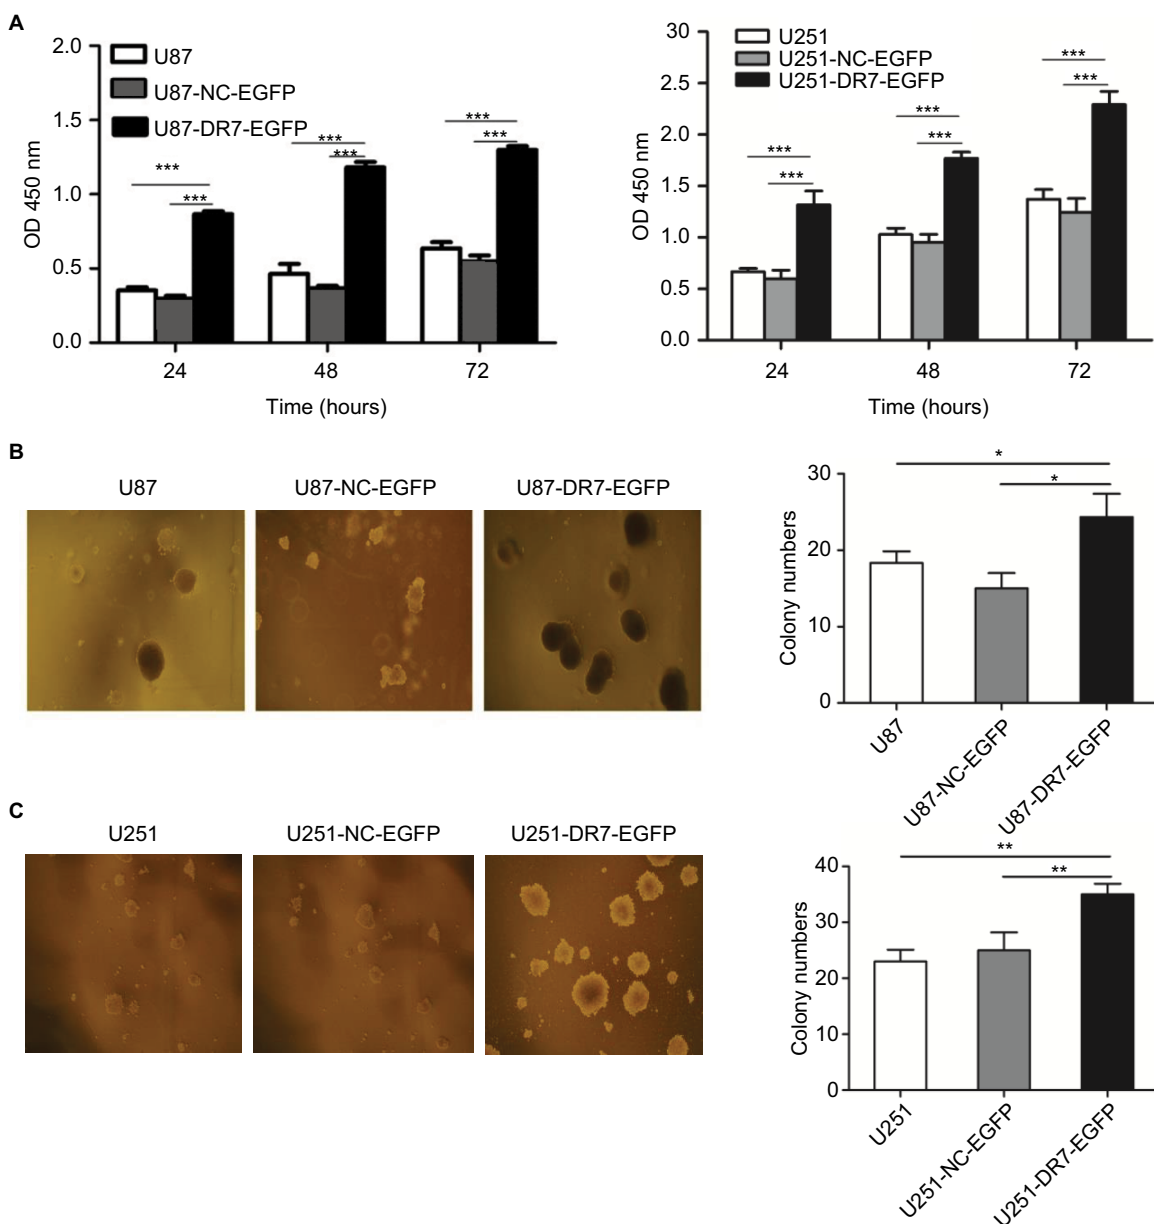 A
2.0
1.5
1.0
0.5
0.0
OD 450 nm
U87
U87-NC-EGFP
U87-DR7-EGFP
***
***
***
***
***
***
24
48
72
Time (hours)
30
2.5
2.0
1.5
1.0
0.5
0.0
OD 450 nm
U251
U251-NC-EGFP
U251-DR7-EGFP
***
***
***
***
***
***
24
48
72
Time (hours)
B
U87
U87-NC-EGFP
U87-DR7-EGFP
30
20
10
0
Colony numbers
*
*
U87
U87-NC-EGFP
U87-DR7-EGFP
C
U251
U251-NC-EGFP
U251-DR7-EGFP
40
30
20
10
0
Colony numbers
**
**
U251
U251-NC-EGFP
U251-DR7-EGFP